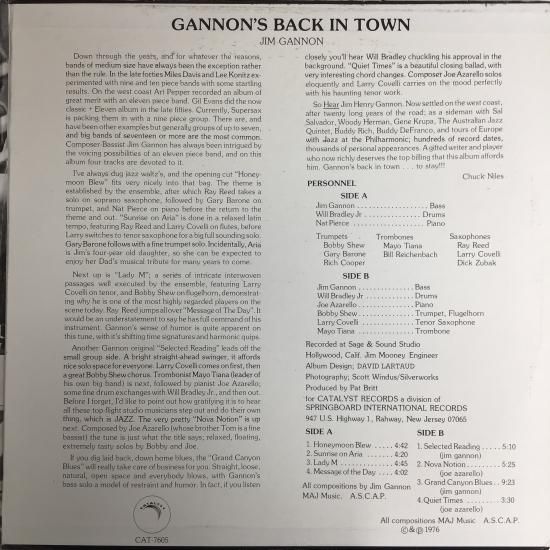 GANNON'S BACK IN TOWN
JIM GANNON
Down through the years, and for whatever the reasons,
bands of medium size have always been the exception rather
than the rule. In the late forties Miles Davis and Lee Konitz ex-
perimented with nine and ten piece bands with some startling
results. On the west coast Art Pepper recorded an album of
great merit with an eleven piece band. Gil Evans did the now
classic + Eleven album in the late fifties. Currently, Supersax
is packing them in with a nine piece group. There are, and
have been other examples but generally groups of up to seven,
and big bands of seventeen or more are the most common.
Composer-Bassist Jim Gannon has always been intrigued by
the voicing possibilities of an eleven piece band, and on this
album four tracks are devoted to it.
I've always dug jazz waltz's, and the opening cut "Honey-
moon Blew" fits very nicely into that bag. The theme is
established by the ensemble, after which Ray Reed takes a
solo on soprano saxophone, followed by Gary Barone on
trumpet, and Nat Pierce on piano before the return to the
theme and out. "Sunrise on Aria" is done in a relaxed latin
tempo, featuring Ray Reed and Larry Covelli on flutes, before
Larry switches to tenor saxophone for a big full sounding solo.
Gary Barone follows with a fine trumpet solo. Incidentally, Aria
is Jim's four-year old daughter, so she can be expected to
enjoy her Dad's musical tribute for many years to come.
Next up is "Lady M"; a series of intricate interwoven
passages well executed by the ensemble, featuring Larry
Covelli on tenor, and Bobby Shew on flugelhorn, demonstrat-
ing why he is one of the most highly regarded players on the
scene today. Ray Reed jumps all over "Message of The Day". It
would be an understatement to say he has full command of his
instrument. Gannon's sense of humor is quite apparent on
this tune, with it's shifting time signatures and harmonic quips.
Another Gannon original "Selected Reading" leads off the
small group side. A bright straight-ahead swinger, it affords
nice solo space for everyone. Larry Covelli comes on first, then
a great Bobby Shew chorus. Trombonist Mayo Tiana (leader of
his own big band) is next, followed by pianist Joe Azarello;
some fine drum exchanges with Will Bradley Jr., and then out.
Before I forget, I'd like to point out how gratifying it is to hear
all these top-flight studio musicians step out and do their own
thing, which is JAZZ. The very pretty "Nova Notion" is up
next. Composed by Joe Azarello (whose brother Tom is a fine
bassist) the tune is just what the title says; relaxed, floating,
extremely tasty solos by Bobby and Joe.
If you dig laid back, down home blues, the "Grand Canyon
Blues" will really take care of business for you. Straight, loose,
natural, open space and everybody blows, with Gannon's
bass solo a model of restraint and humor. In fact, if you listen
closely you'll hear Will Bradley chuckling his approval in the
background. "Quiet Times" is a beautiful closing ballad, with
very interesting chord changes. Composer Joe Azarello solos
eloquently and Larry Covelli carries on the mood perfectly
with his haunting tenor work.
So Hear Jim Henry Gannon. Now settled on the west coast,
after twenty long years of the road; as a sideman with Sal
Salvador, Woody Herman, Gene Krupa, The Australian Jazz
Quintet, Buddy Rich, Buddy DeFranco, and tours of Europe
with Jazz at the Philharmonic; hundreds of record dates,
thousands of personal appearances. A gifted writer and player
who now richly deserves the top billing that this album affords
him. Gannon's back in town . . . . to stay!!!
Chuck Niles
PERSONNEL
SIDE A
Jim Gannon . . . . . . . . . . . . . . . . . Bass
Will Bradley Jr . . . . . . . . . . . . . . Drums
Nat Pierce . . . . . . . . . . . . . . . . . . Piano
Trumpets Trombones Saxophones
Bobby Shew Mayo Tiana Ray Reed
Gary Barone Bill Reichenbach Larry Covelli
Rich Cooper Dick Zubak
SIDE B
Jim Gannon . . . . . . . . . . . . . . Bass
Will Bradley Jr . . . . . . . . . . . . Drums
Joe Azarello . . . . . . . . . . . . . Piano
Bobby Shew . . . . . . . . . . . . . . Trumpet, Flugelhorn
Larry Covelli . . . . . . . . . . . . . Tenor Saxophone
Mayo Tiana . . . . . . . . . . . . . . Trombone
Recorded at Sage & Sound Studio
Hollywood, Calif. Jim Mooney Engineer
Album Design; DAVID LARTAUD
Photography; Scott Windus/Silverworks
Produced by Pat Britt
for CATALYST RECORDS a division of
SPRINGBOARD INTERNATIONAL RECORDS
947 U.S. Highway 1, Rahway, New Jersey 07065
SIDE A
1. Honeymoon Blew . . . . . 4:42
2. Sunrise on Aria . . . . . . 4:20
3. Lady M . . . . . . . . . . . . 4:45
4. Message of the Day . . . . 4:02
All compositions by Jim Gannon
MAJ Music. A.S.C.A.P.
SIDE B
1. Selected Reading . . . . . 5:10
(jim gannon)
2. Nova Notion . . . . . . . . 5:25
(joe azarello)
3. Grand Canyon Blues . . 9:23
(jim gannon)
4. Quiet Times . . . . . . . . 3:30
(joe azarello)
All compositions MAJ Music A.S.C.A.P.
©&℗ 1976
CAT-7605